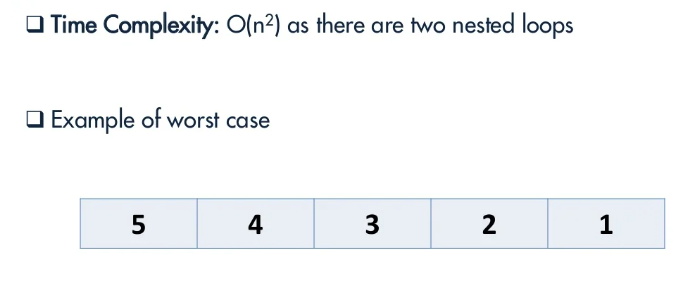 ❑ Time Complexity: O(n²) as there are two nested loops
❑ Example of worst case
5 4 3 2 1